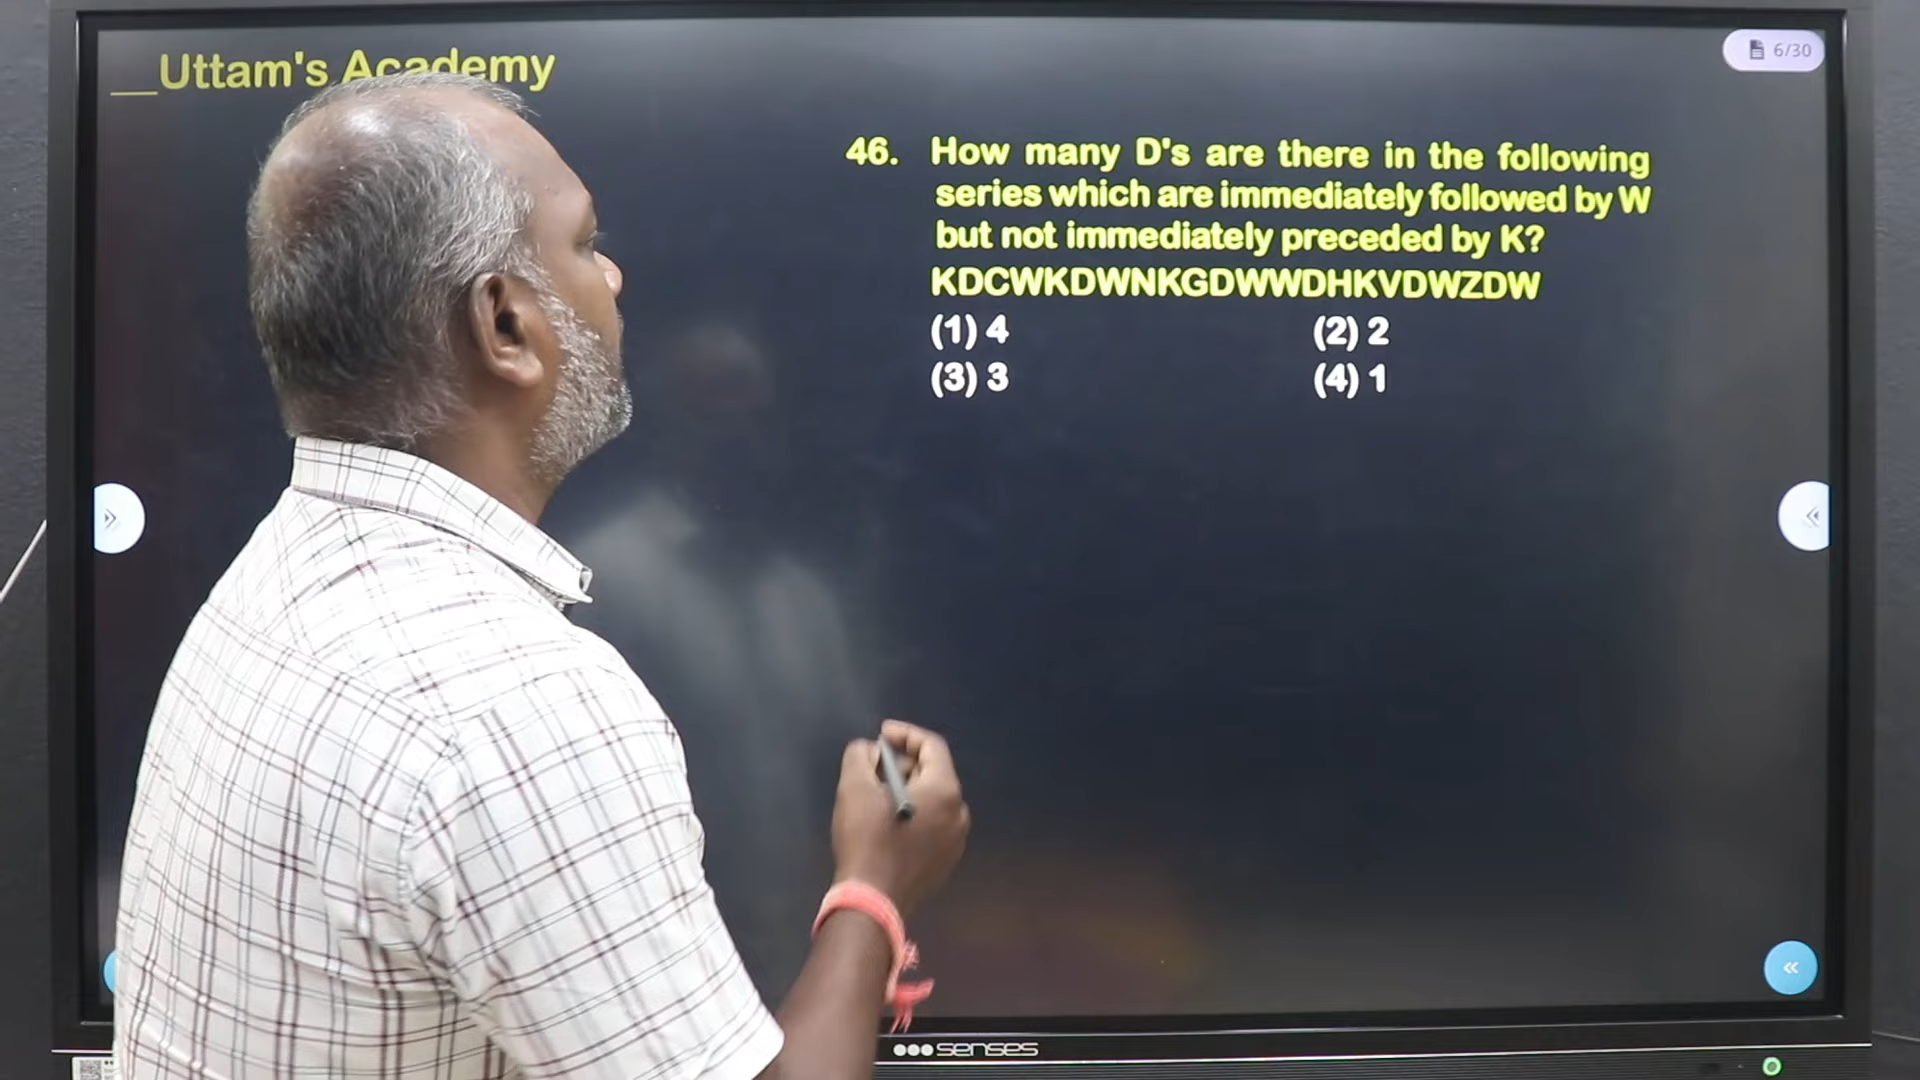 __Uttam's Academy
6/30
46. How many D's are there in the following
series which are immediately followed by W
but not immediately preceded by K?
KDCWKDWNKGDWWDHKVDWZDW
(1) 4 (2) 2
(3) 3 (4) 1
senses